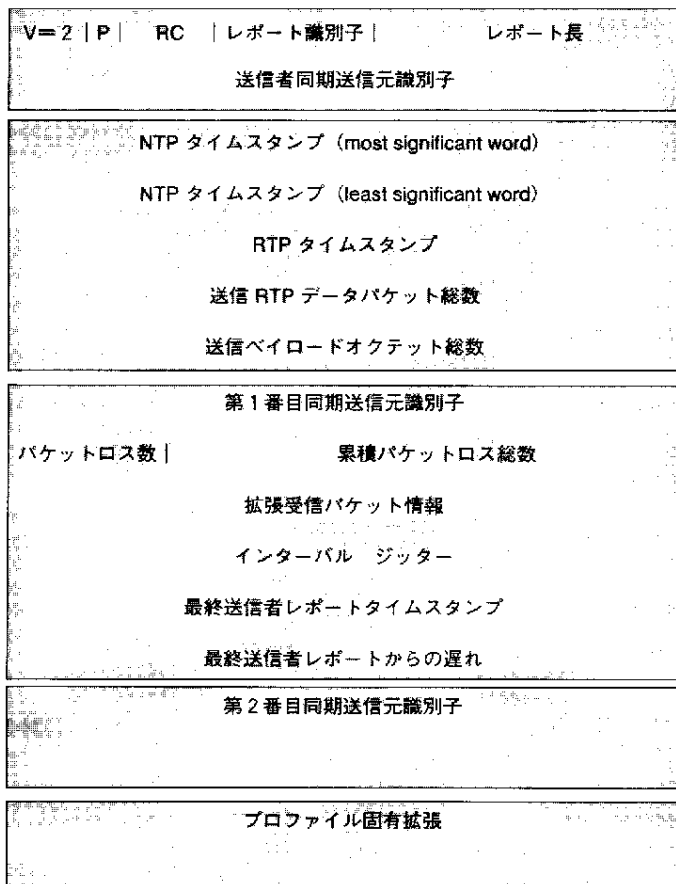 V=2 | P | RC | レポート識別子 | レポート長
送信者同期送信元識別子
NTP タイムスタンプ (most significant word)
NTP タイムスタンプ (least significant word)
RTP タイムスタンプ
送信 RTP データパケット総数
送信ペイロードオクテット総数
第1番目同期送信元識別子
パケットロス数 | 累積パケットロス総数
拡張受信パケット情報
インターバル ジッター
最終送信者レポートタイムスタンプ
最終送信者レポートからの遅れ
第2番目同期送信元識別子
プロファイル固有拡張